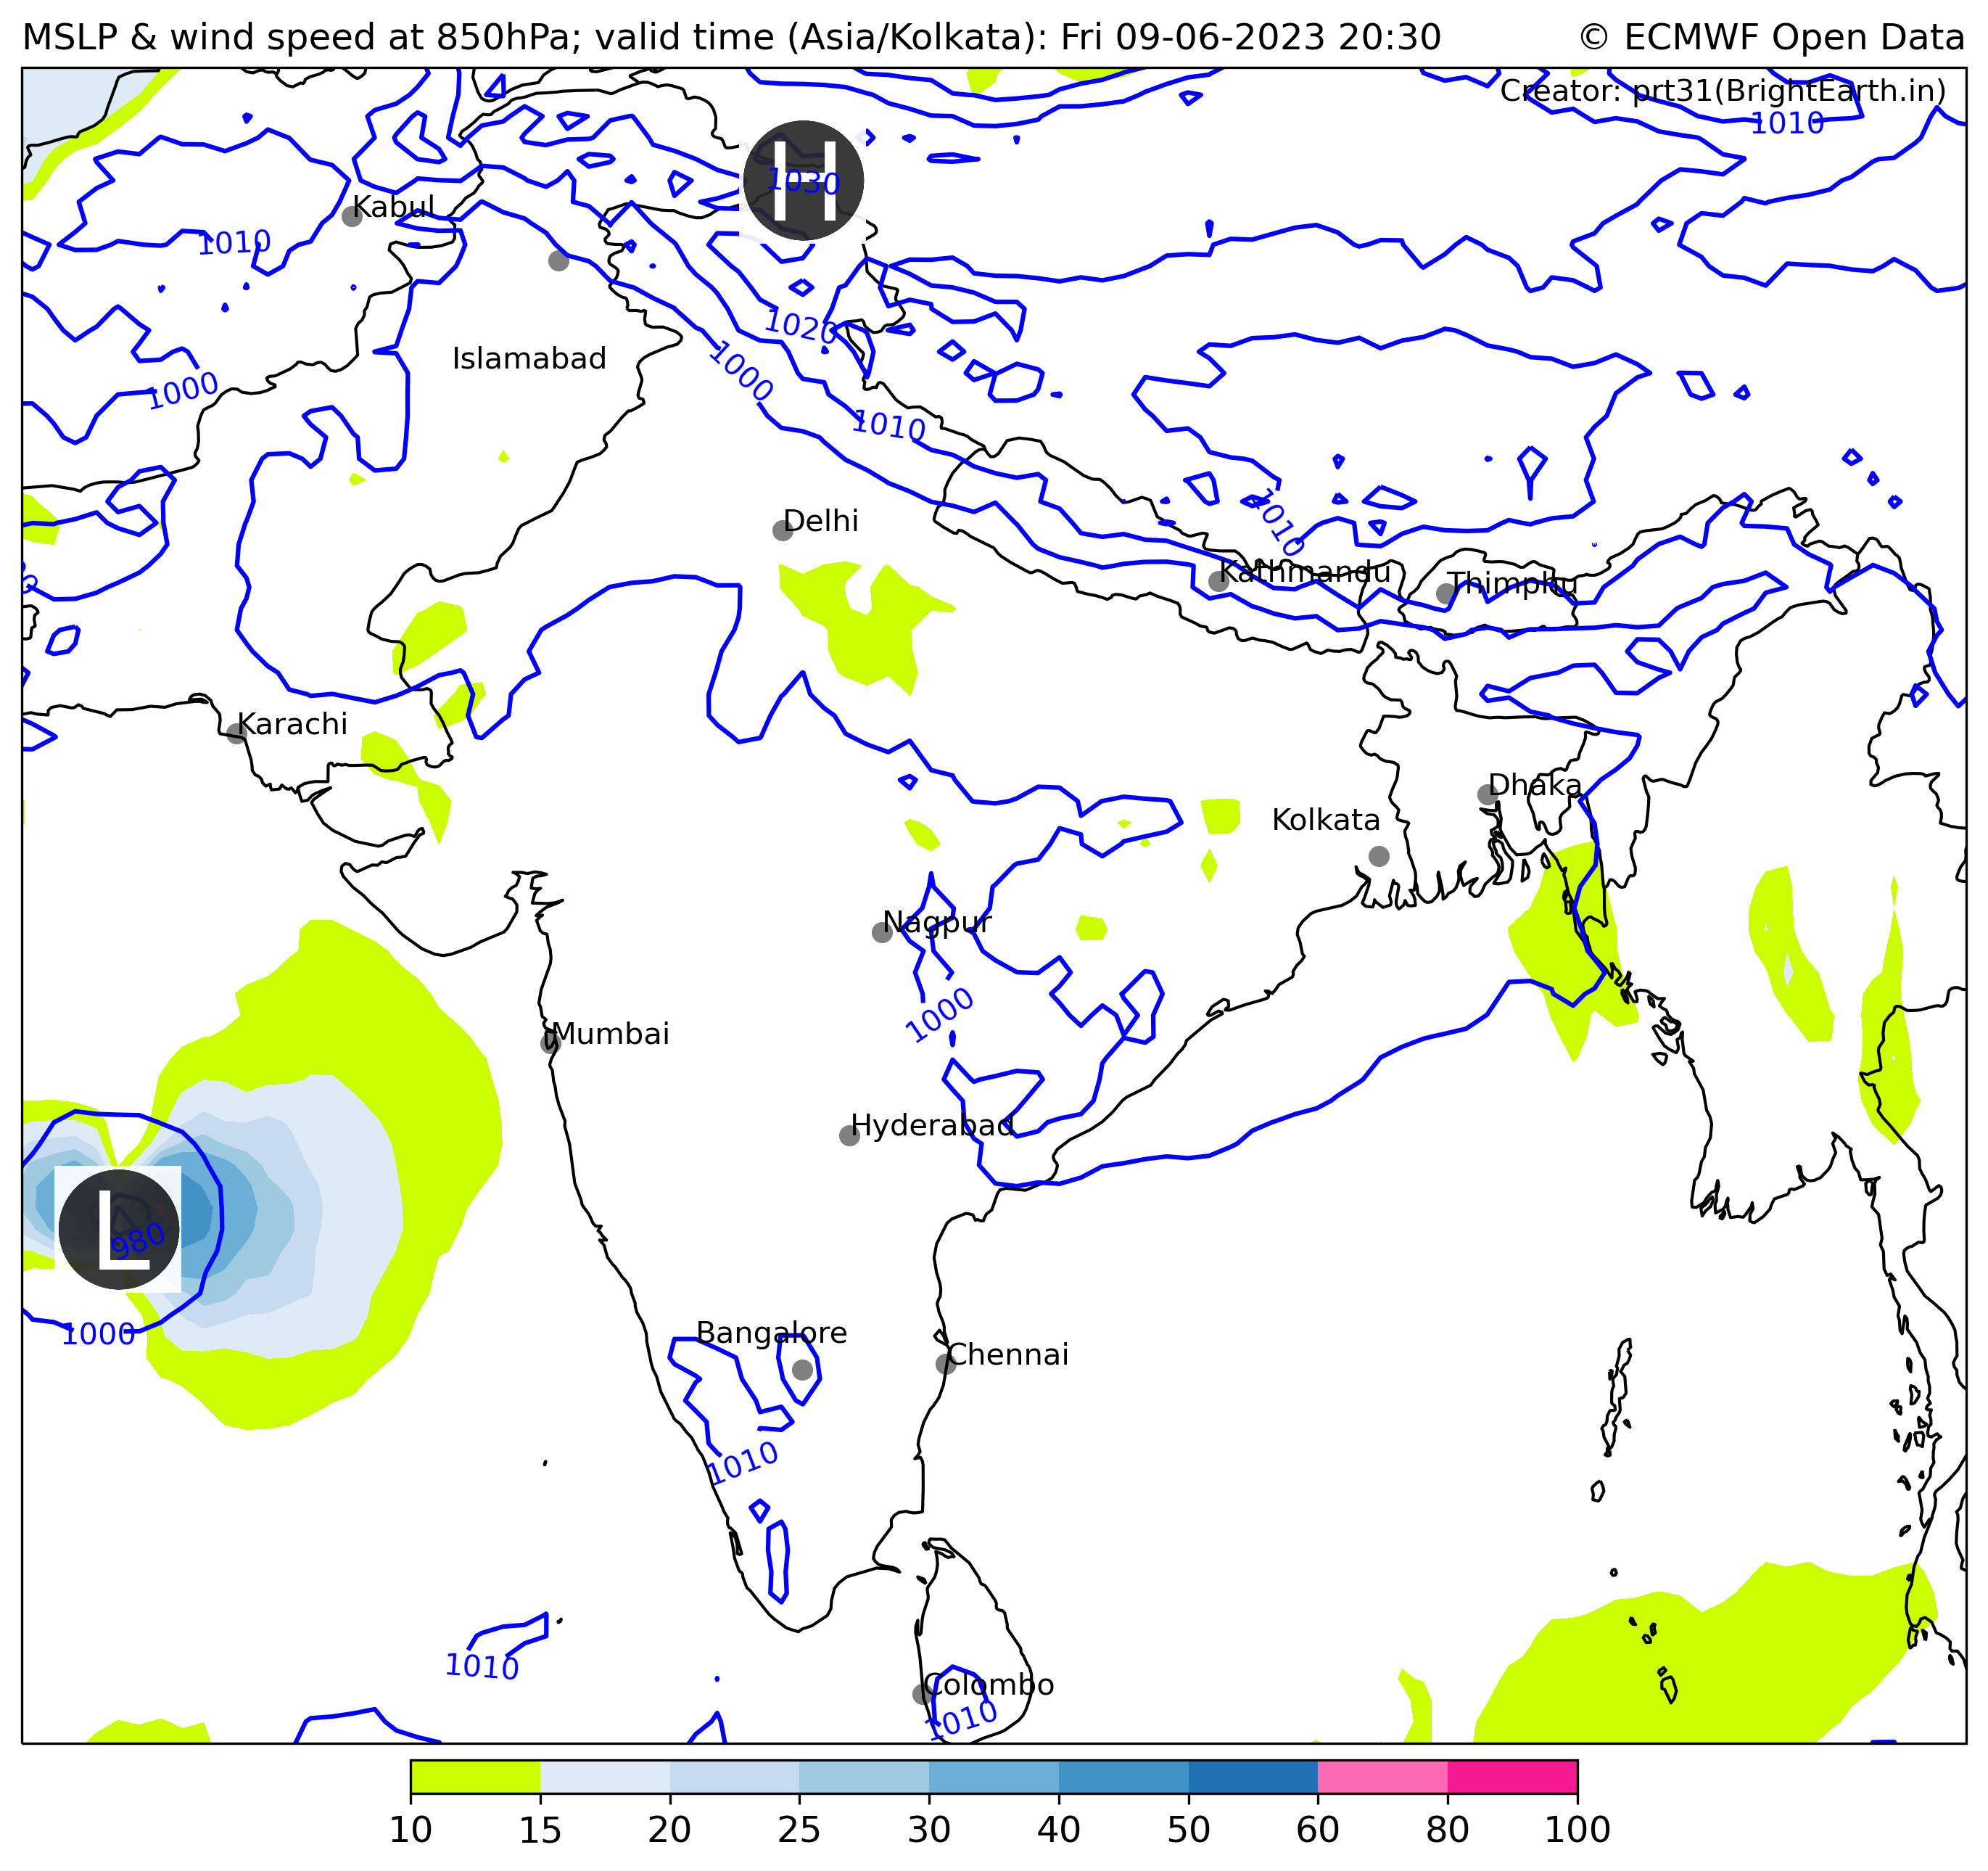 MSLP & wind speed at 850hPa; valid time (Asia/Kolkata): Fri 09-06-2023 20:30 © ECMWF Open Data
Creator: prt31(BrightEarth.in)
1010
H
1030
Kabul
1010
1020
Islamabad
1000
1000
1010
Delhi
1010
Kathmandu
Thimphu
Karachi
Dhaka
Kolkata
Nagpur
1000
Mumbai
Hyderabad
L
980
1000
Bangalore
Chennai
1010
1010
Colombo
1010
10 15 20 25 30 40 50 60 80 100